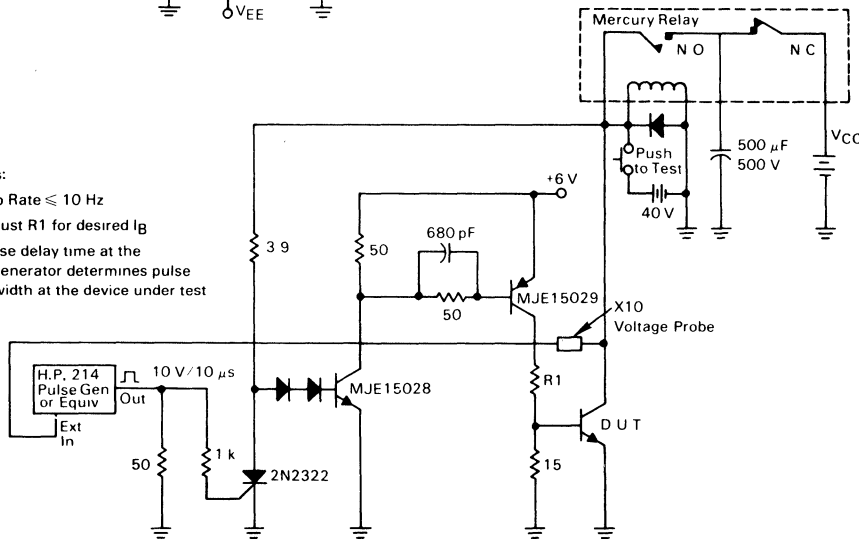 VEE
Mercury Relay
N O
N C
VCC
500 µF
500 V
Push
to Test
40 V
s:
p Rate ≤ 10 Hz
ust R1 for desired IB
se delay time at the
enerator determines pulse
vidth at the device under test
+6 V
680 pF
3 9
50
50
MJE15029
X10
Voltage Probe
H.P. 214
Pulse Gen
or Equiv
Out
10 V/10 µs
Ext
In
MJE15028
R1
D U T
50
1 k
2N2322
15